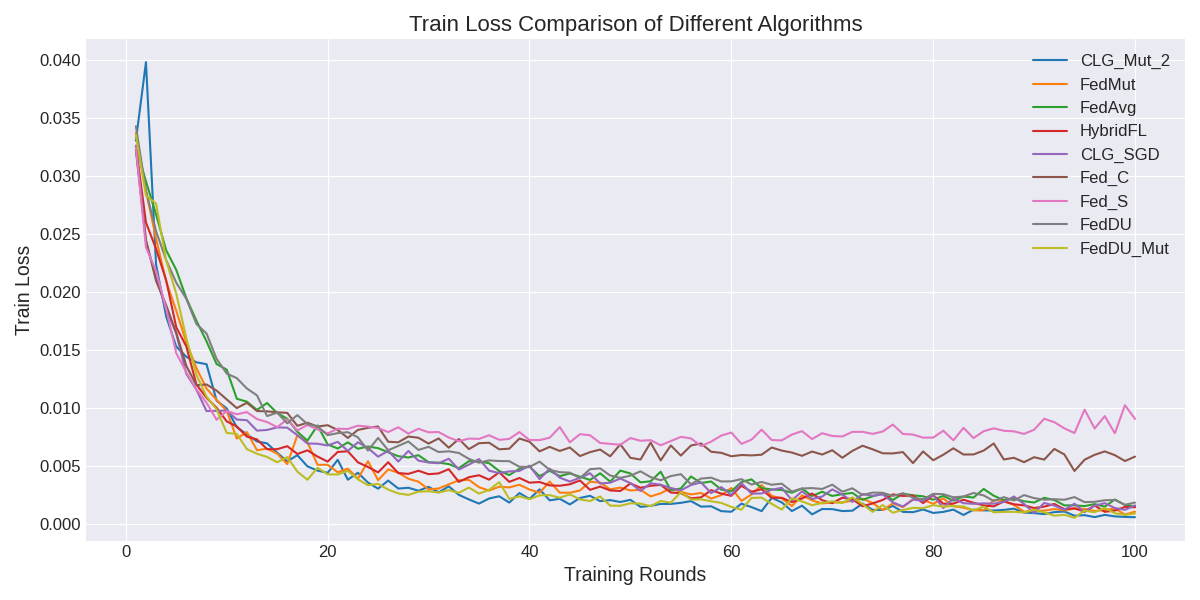 Train Loss Comparison of Different Algorithms
0.040
0.035
0.030
0.025
0.020
0.015
0.010
0.005
0.000
Train Loss
0 20 40 60 80 100
Training Rounds
CLG_Mut_2
FedMut
FedAvg
HybridFL
CLG_SGD
Fed_C
Fed_S
FedDU
FedDU_Mut